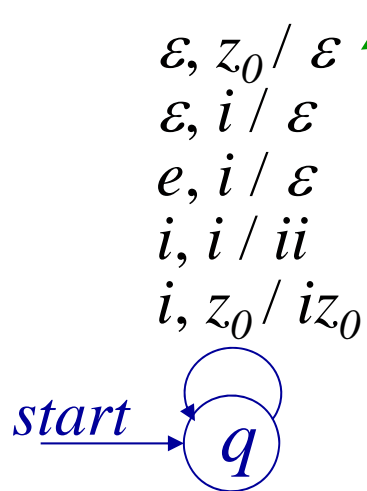 ε, z₀ / ε
ε, i / ε
e, i / ε
i, i / ii
i, z₀ / iz₀
start
q